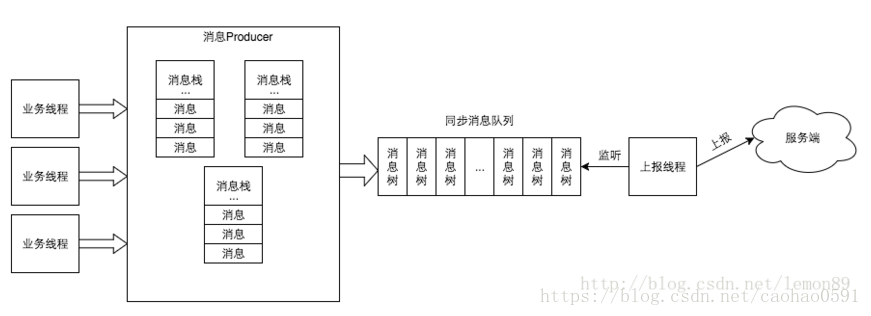 消息Producer
消息栈
...
消息
消息
消息
消息栈
...
消息
消息
消息
消息栈
...
消息
消息
消息
业务线程
业务线程
业务线程
同步消息队列
消息树
消息树
消息树
...
消息树
消息树
消息树
监听
上报线程
上报
服务端
http://blog.csdn.net/lemon89
https://blog.csdn.net/caohao0591